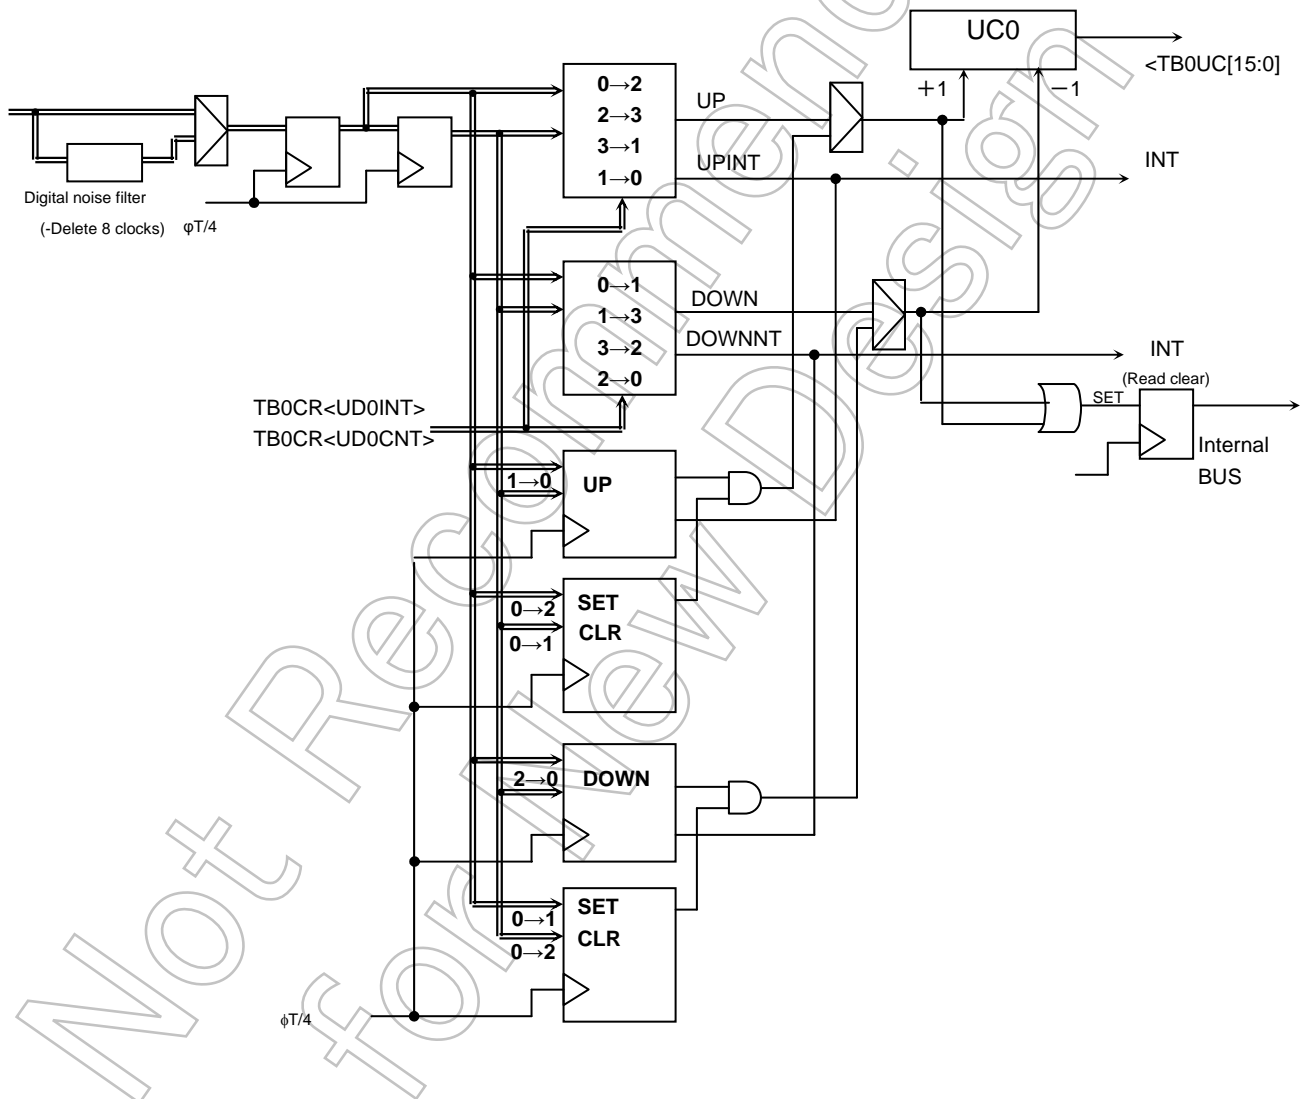 UC0
<TB0UC[15:0]
+1
−1
0→2
2→3
3→1
1→0
UP
UPINT
INT
Digital noise filter
(-Delete 8 clocks)
φT/4
0→1
1→3
3→2
2→0
DOWN
DOWNNT
INT
(Read clear)
SET
Internal
BUS
TB0CR<UD0INT>
TB0CR<UD0CNT>
1→0
UP
0→2
0→1
SET
CLR
2→0
DOWN
0→1
0→2
SET
CLR
ϕT/4
Not Recommended
for New Design